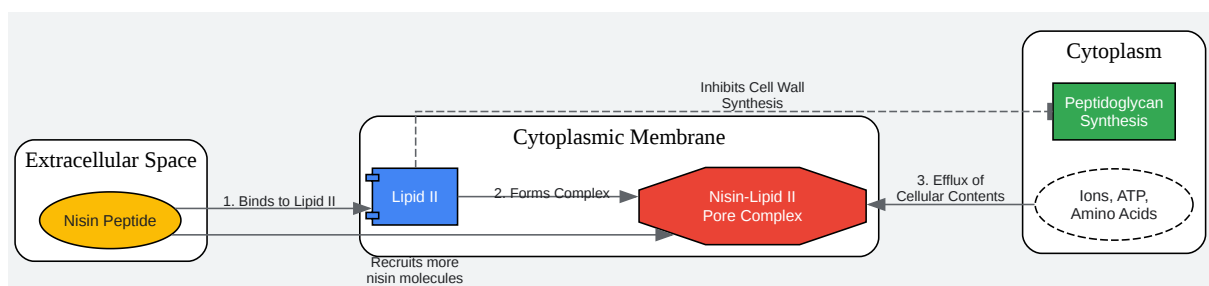 Cytoplasm
Peptidoglycan
Synthesis
Inhibits Cell Wall
Synthesis
Cytoplasmic Membrane
Extracellular Space
Nisin Peptide
1. Binds to Lipid II
Lipid II
2. Forms Complex
Nisin-Lipid II
Pore Complex
3. Efflux of
Cellular Contents
Ions, ATP,
Amino Acids
Recruits more
nisin molecules